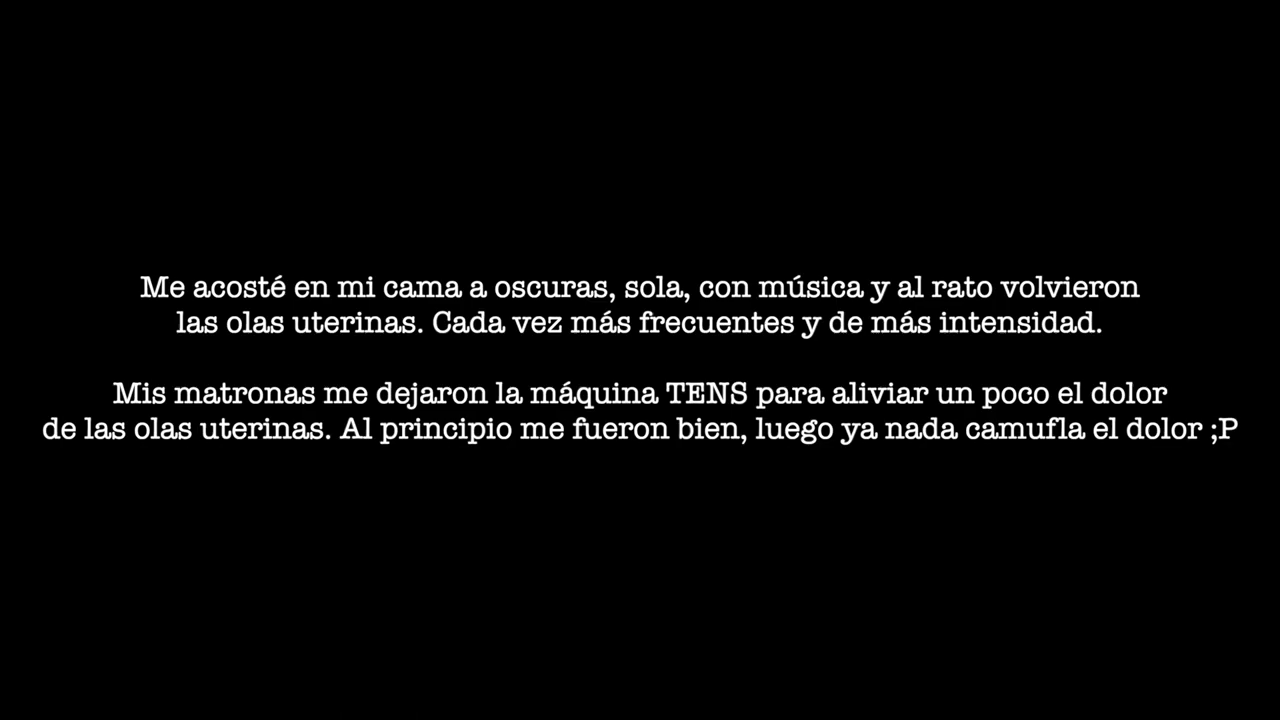 Me acosté en mi cama a oscuras, sola, con música y al rato volvieron
las olas uterinas. Cada vez más frecuentes y de más intensidad.
Mis matronas me dejaron la máquina TENS para aliviar un poco el dolor
de las olas uterinas. Al principio me fueron bien, luego ya nada camufla el dolor ;P